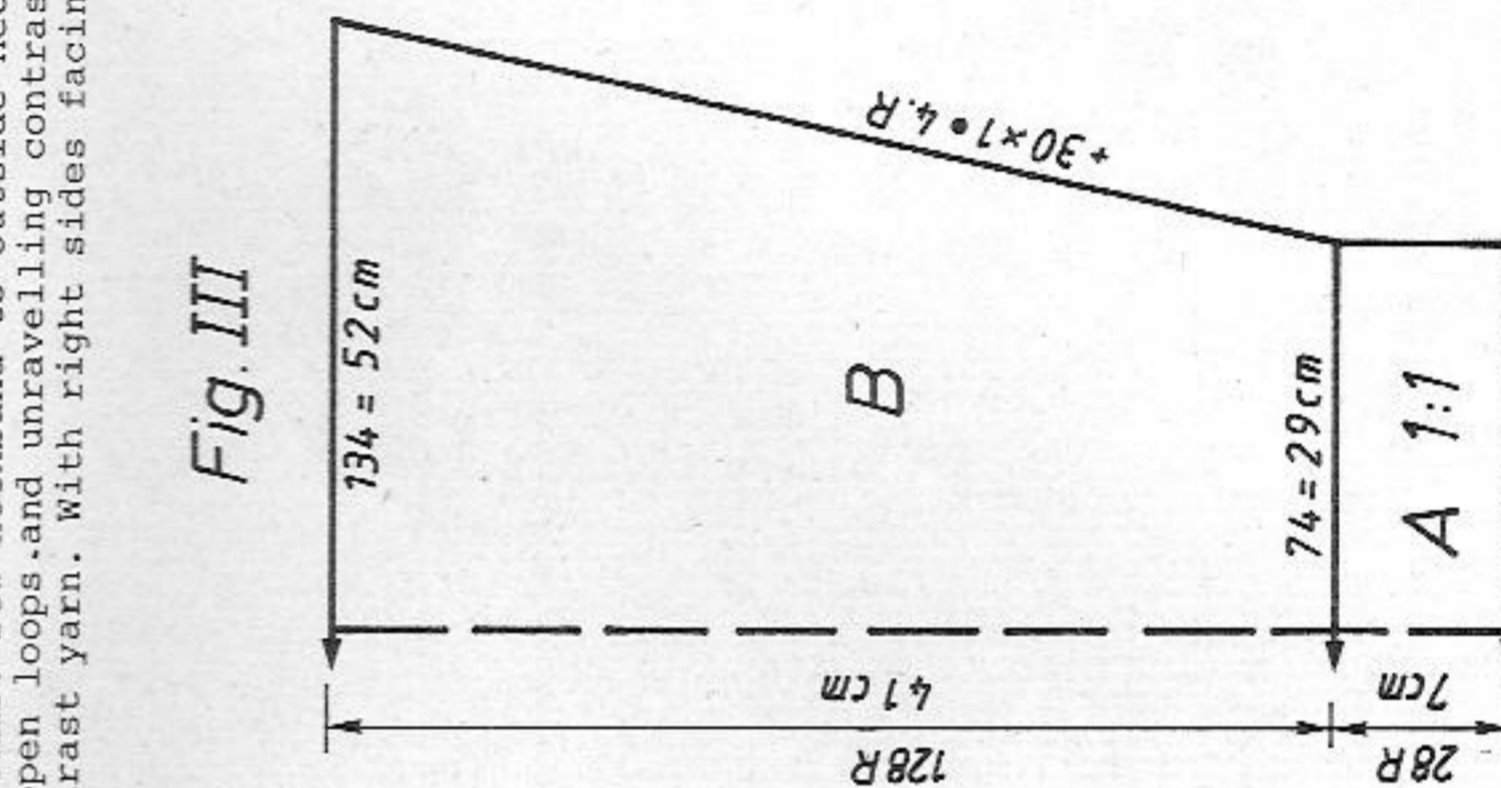 open loops.and unravelling contras
rast yarn. With right sides facin
Fig. III
134 = 52cm
+30×1•4.R
B
41 cm
128R
74=29cm
A 1:1
7cm
28R